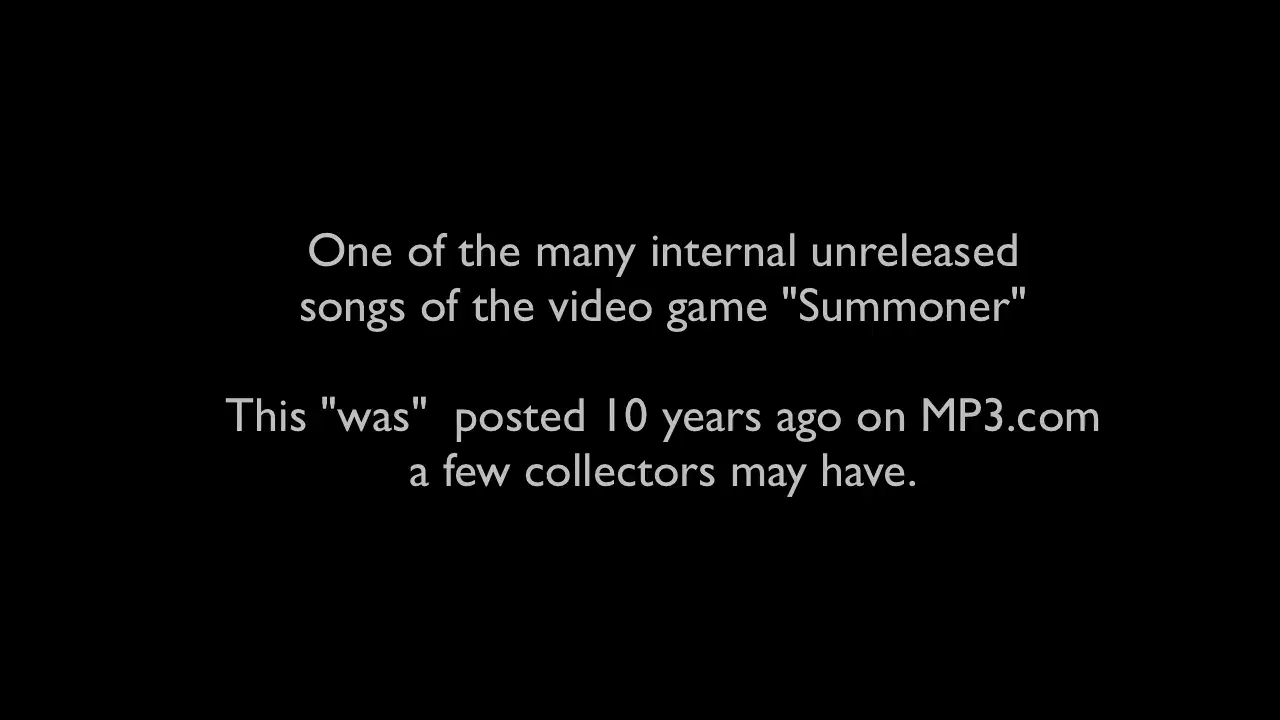 One of the many internal unreleased
songs of the video game "Summoner"
This "was"  posted 10 years ago on MP3.com
a few collectors may have.